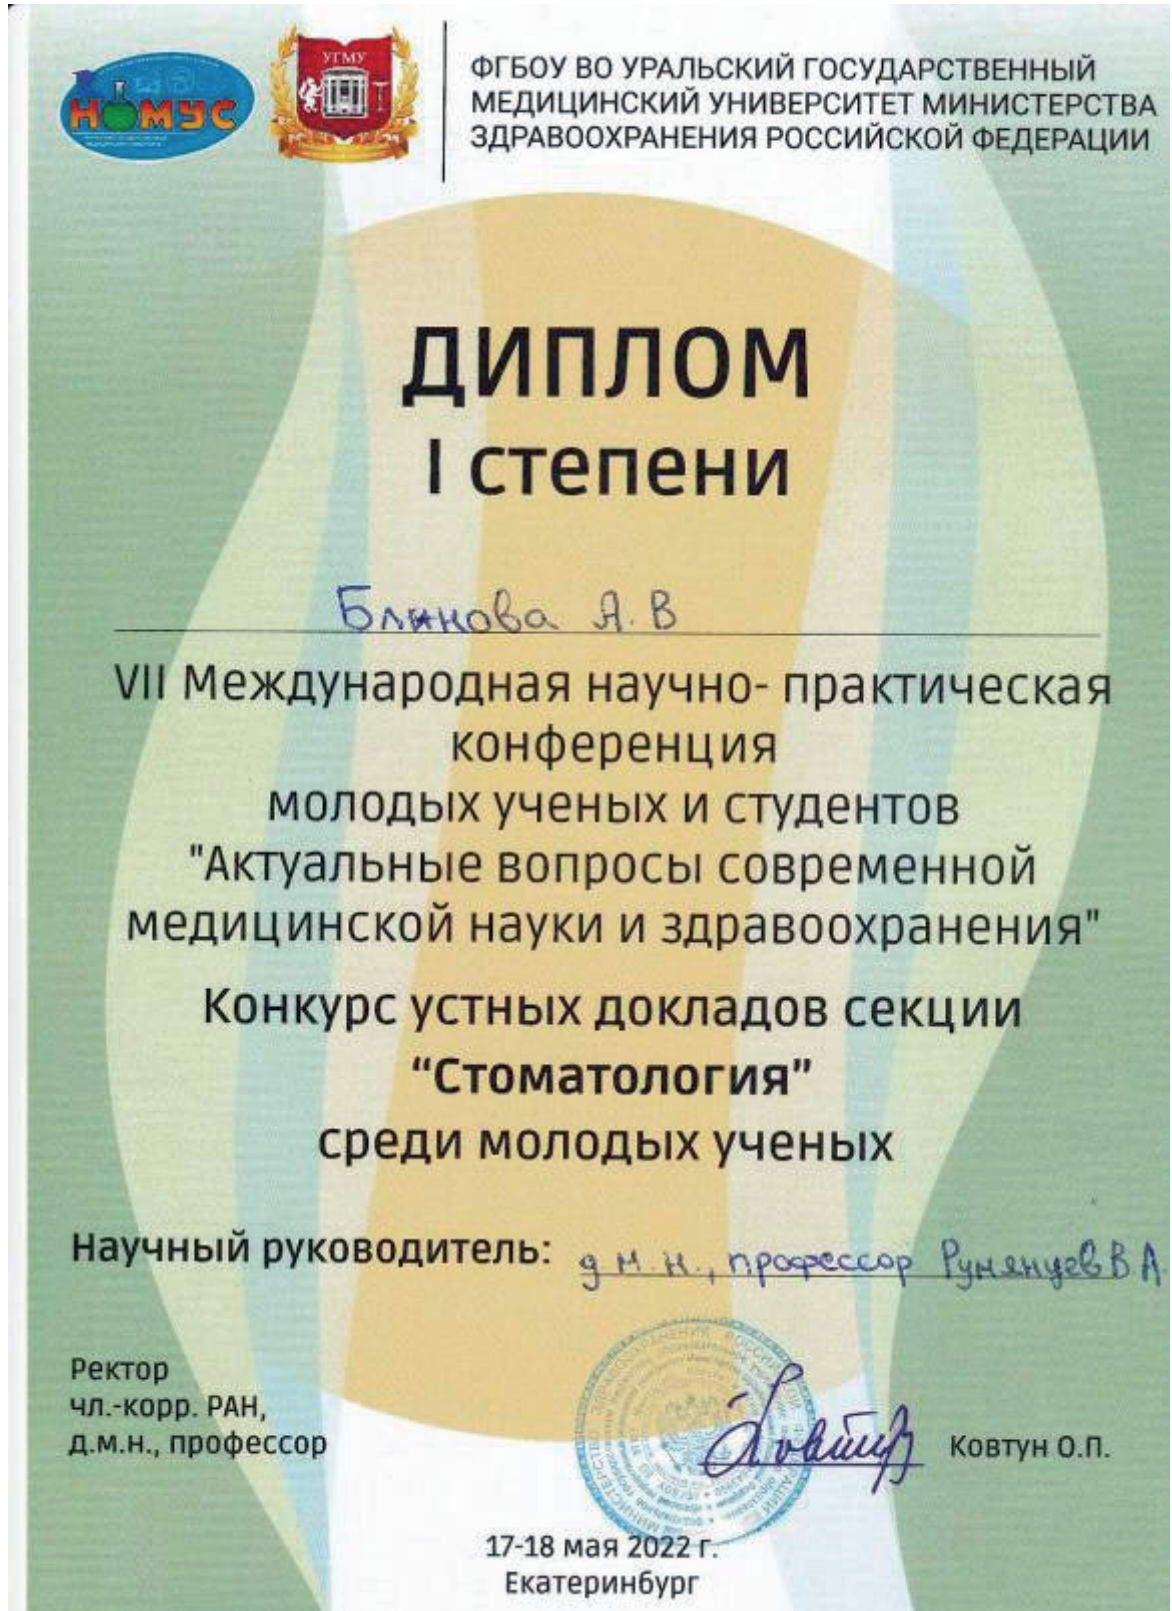 НОМУС
УГМУ
ФГБОУ ВО УРАЛЬСКИЙ ГОСУДАРСТВЕННЫЙ
МЕДИЦИНСКИЙ УНИВЕРСИТЕТ МИНИСТЕРСТВА
ЗДРАВООХРАНЕНИЯ РОССИЙСКОЙ ФЕДЕРАЦИИ
ДИПЛОМ
I степени
Блинова А.В
VII Международная научно- практическая
конференция
молодых ученых и студентов
"Актуальные вопросы современной
медицинской науки и здравоохранения"
Конкурс устных докладов секции
“Стоматология”
среди молодых ученых
Научный руководитель: д м. н., профессор Румянцев В.А.
Ректор
чл.-корр. РАН,
д.м.н., профессор
Ковтун О.П.
17-18 мая 2022 г.
Екатеринбург